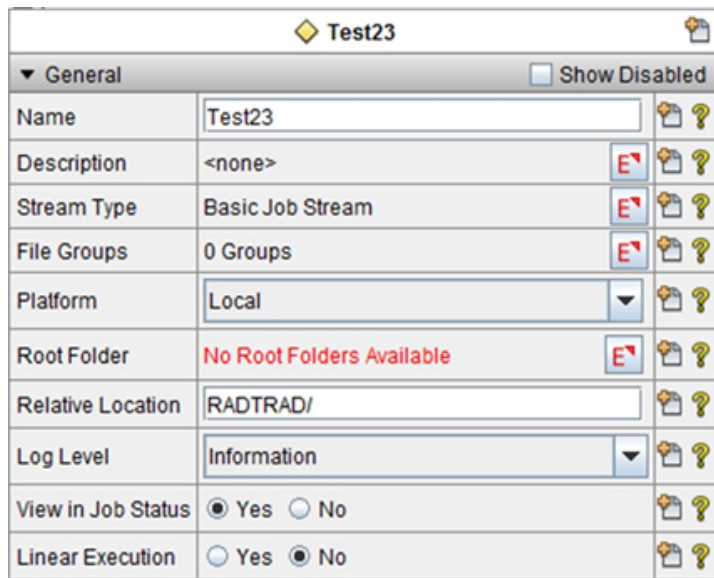 Test23
General Show Disabled
Name Test23
Description <none>
Stream Type Basic Job Stream
File Groups 0 Groups
Platform Local
Root Folder No Root Folders Available
Relative Location RADTRAD/
Log Level Information
View in Job Status Yes No
Linear Execution Yes No